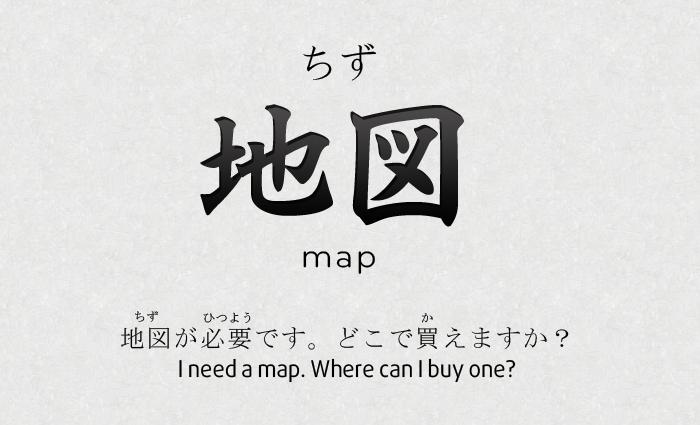 ちず
地図
map
ちず ひつよう か
地図が必要です。どこで買えますか？
I need a map. Where can I buy one?